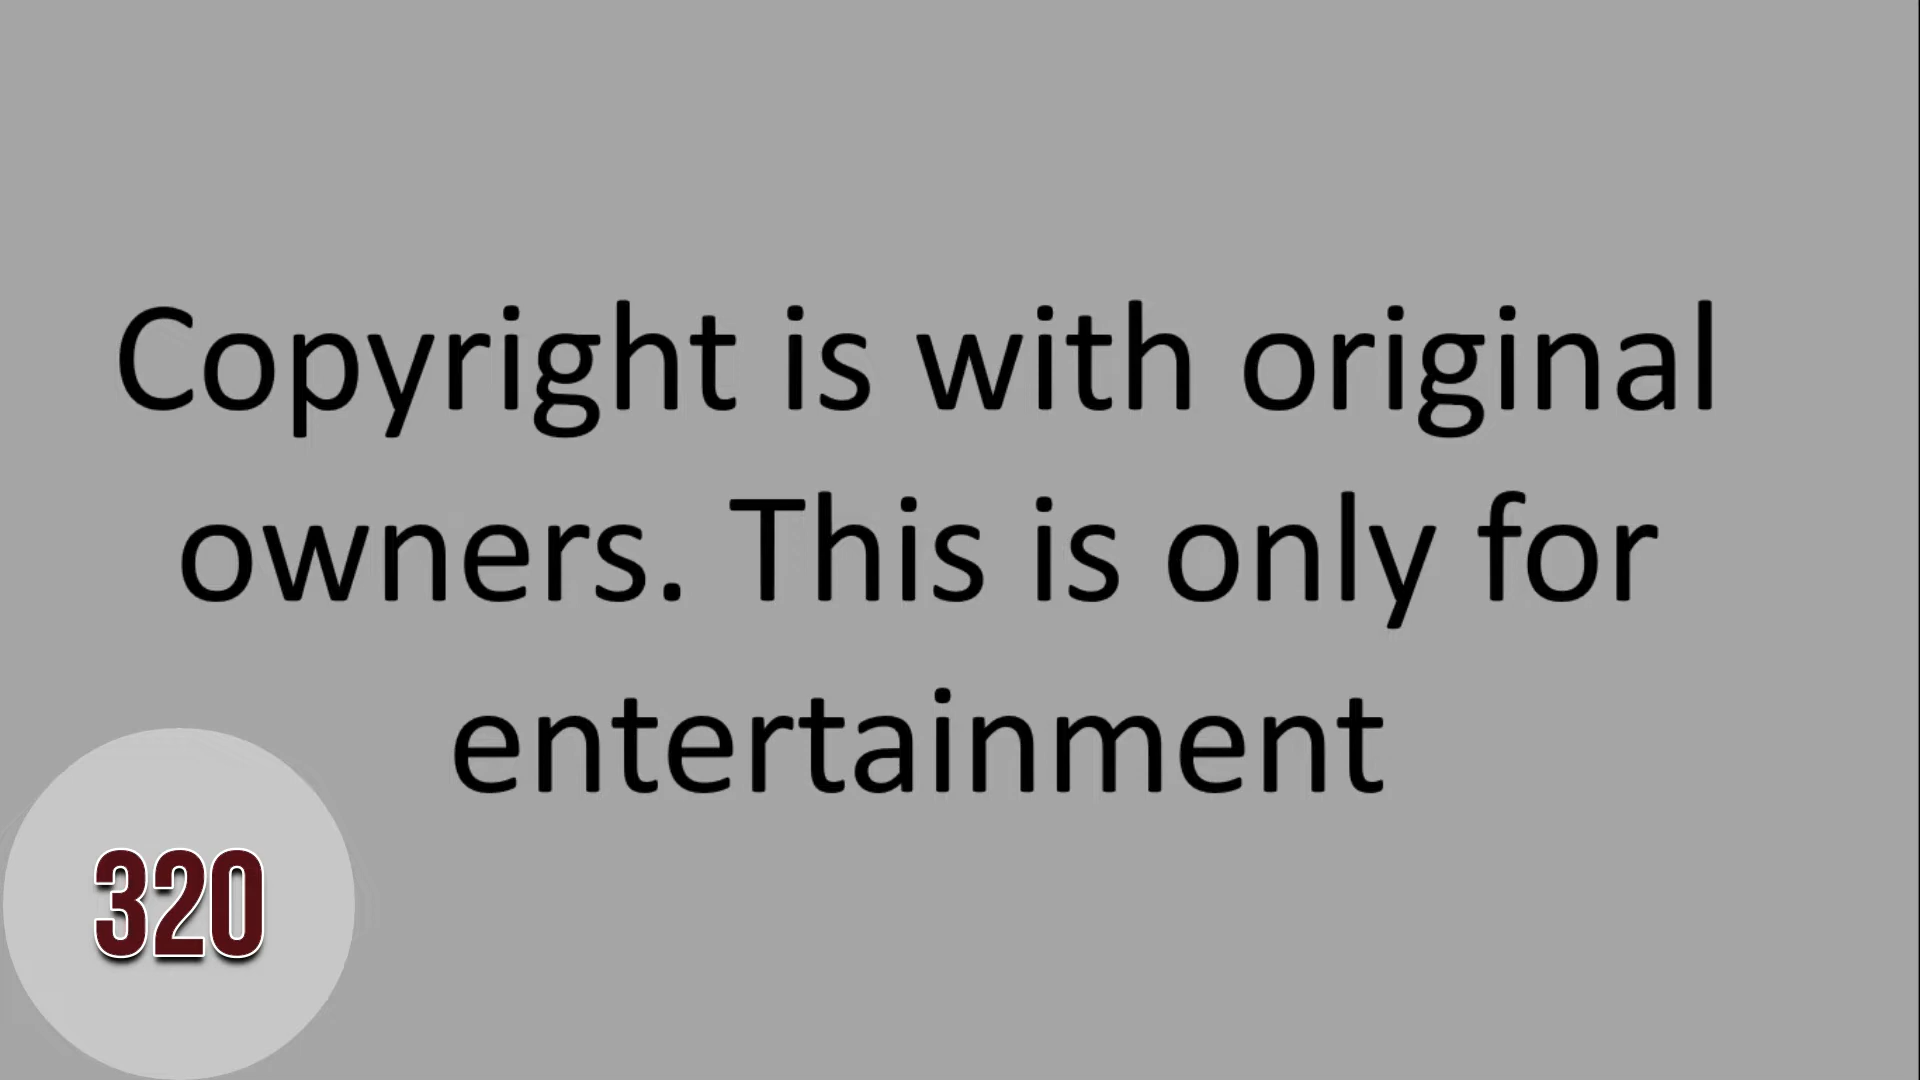 Copyright is with original
owners. This is only for
entertainment
320